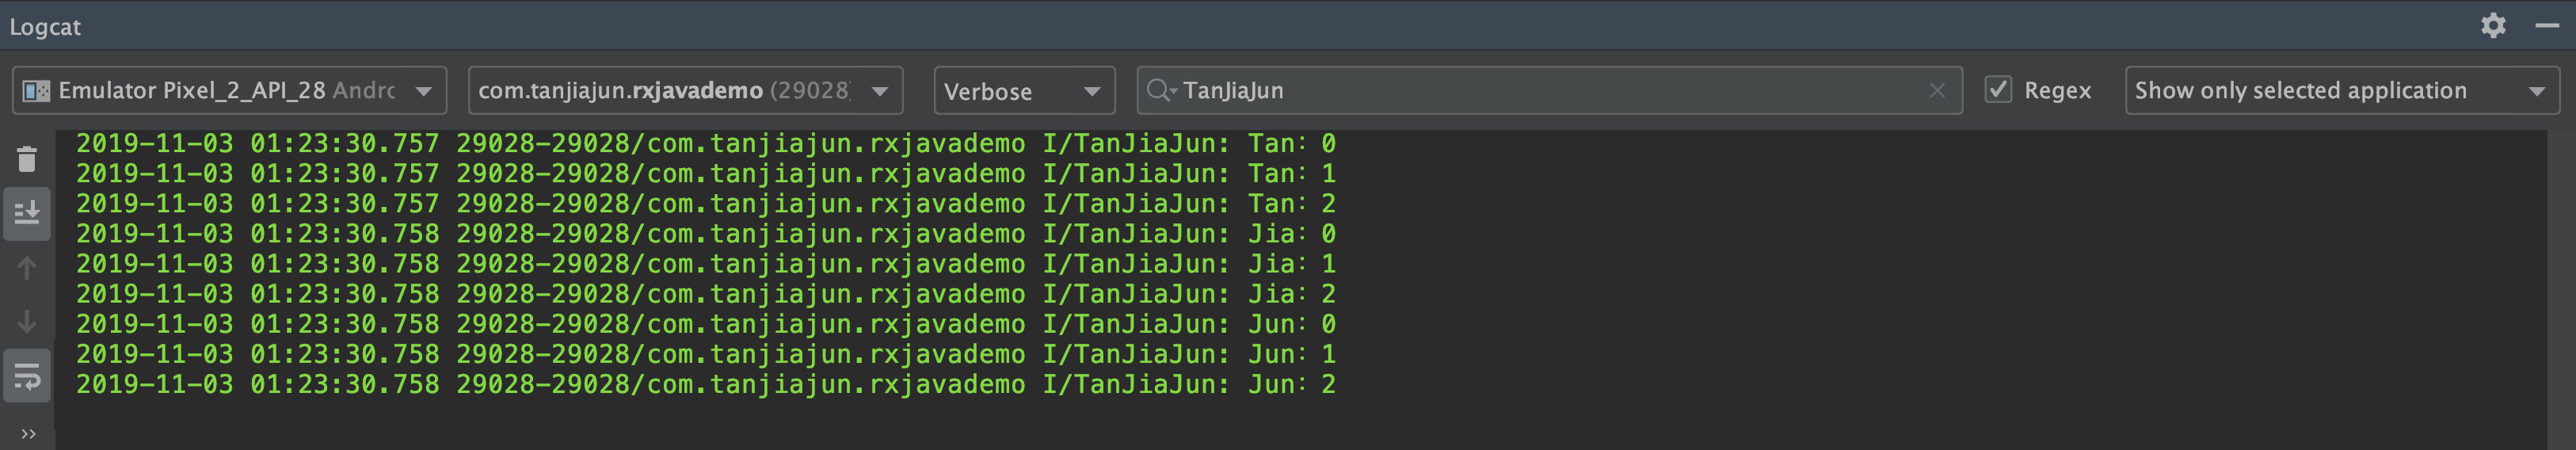 Logcat
Emulator Pixel_2_API_28 Andrc com.tanjiajun.rxjavademo (29028) Verbose TanJiaJun Regex Show only selected application
2019-11-03 01:23:30.757 29028-29028/com.tanjiajun.rxjavademo I/TanJiaJun: Tan: 0
2019-11-03 01:23:30.757 29028-29028/com.tanjiajun.rxjavademo I/TanJiaJun: Tan: 1
2019-11-03 01:23:30.757 29028-29028/com.tanjiajun.rxjavademo I/TanJiaJun: Tan: 2
2019-11-03 01:23:30.758 29028-29028/com.tanjiajun.rxjavademo I/TanJiaJun: Jia: 0
2019-11-03 01:23:30.758 29028-29028/com.tanjiajun.rxjavademo I/TanJiaJun: Jia: 1
2019-11-03 01:23:30.758 29028-29028/com.tanjiajun.rxjavademo I/TanJiaJun: Jia: 2
2019-11-03 01:23:30.758 29028-29028/com.tanjiajun.rxjavademo I/TanJiaJun: Jun: 0
2019-11-03 01:23:30.758 29028-29028/com.tanjiajun.rxjavademo I/TanJiaJun: Jun: 1
2019-11-03 01:23:30.758 29028-29028/com.tanjiajun.rxjavademo I/TanJiaJun: Jun: 2